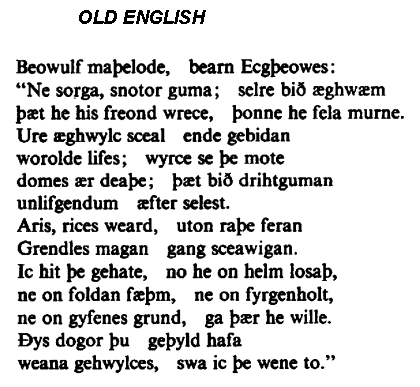 OLD ENGLISH
Beowulf maþelode, bearn Ecgþeowes:
“Ne sorga, snotor guma; selre bið æghwæm
þæt he his freond wrece, þonne he fela murne.
Ure æghwylc sceal ende gebidan
worolde lifes; wyrce se þe mote
domes ær deaþe; þæt bið drihtguman
unlifgendum æfter selest.
Aris, rices weard, uton raþe feran
Grendles magan gang sceawigan.
Ic hit þe gehate, no he on helm losaþ,
ne on foldan fæþm, ne on fyrgenholt,
ne on gyfenes grund, ga þær he wille.
Ðys dogor þu geþyld hafa
weana gehwylces, swa ic þe wene to.”